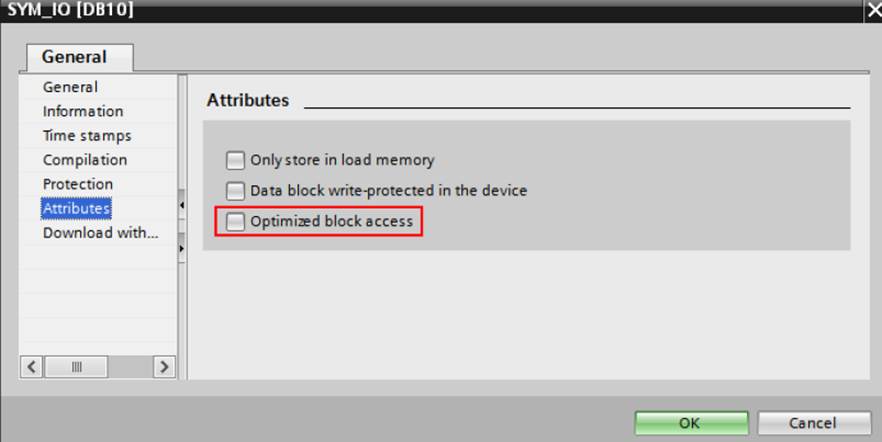 SYM_IO [DB10]
General
General
Information
Time stamps
Compilation
Protection
Attributes
Download with...
Attributes
Only store in load memory
Data block write-protected in the device
Optimized block access
OK
Cancel